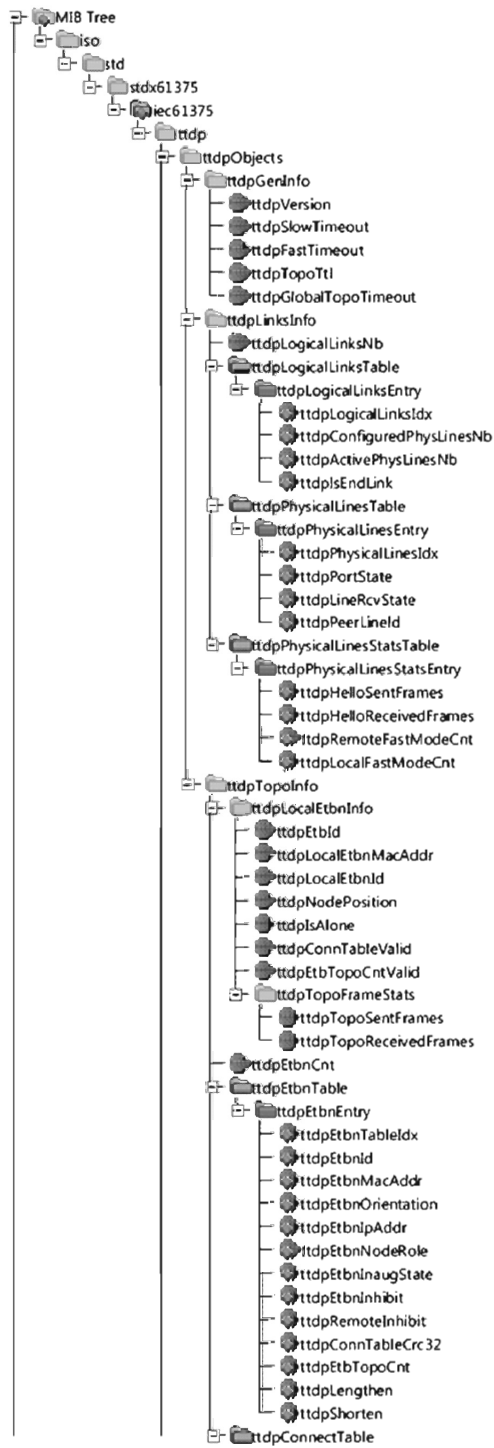 MIB Tree
iso
std
stdx61375
iec61375
ttdp
ttdpObjects
ttdpGenInfo
ttdpVersion
ttdpSlowTimeout
ttdpFastTimeout
ttdpTopoTtl
ttdpGlobalTopoTimeout
ttdpLinksInfo
ttdpLogicalLinksNb
ttdpLogicalLinksTable
ttdpLogicalLinksEntry
ttdpLogicalLinksIdx
ttdpConfiguredPhysLinesNb
ttdpActivePhysLinesNb
ttdpIsEndLink
ttdpPhysicalLinesTable
ttdpPhysicalLinesEntry
ttdpPhysicalLinesIdx
ttdpPortState
ttdpLineRcvState
ttdpPeerLineId
ttdpPhysicalLinesStatsTable
ttdpPhysicalLinesStatsEntry
ttdpHelloSentFrames
ttdpHelloReceivedFrames
ttdpRemoteFastModeCnt
ttdpLocalFastModeCnt
ttdpTopoInfo
ttdpLocalEtbnInfo
ttdpEtbId
ttdpLocalEtbnMacAddr
ttdpLocalEtbnId
ttdpNodePosition
ttdpIsAlone
ttdpConnTableValid
ttdpEtbTopoCntValid
ttdpTopoFrameStats
ttdpTopoSentFrames
ttdpTopoReceivedFrames
ttdpEtbnCnt
ttdpEtbnTable
ttdpEtbnEntry
ttdpEtbnTableIdx
ttdpEtbnId
ttdpEtbnMacAddr
ttdpEtbnOrientation
ttdpEtbnIpAddr
ttdpEtbnNodeRole
ttdpEtbnInaugState
ttdpEtbnInhibit
ttdpRemoteInhibit
ttdpConnTableCrc32
ttdpEtbTopoCnt
ttdpLengthen
ttdpShorten
ttdpConnectTable